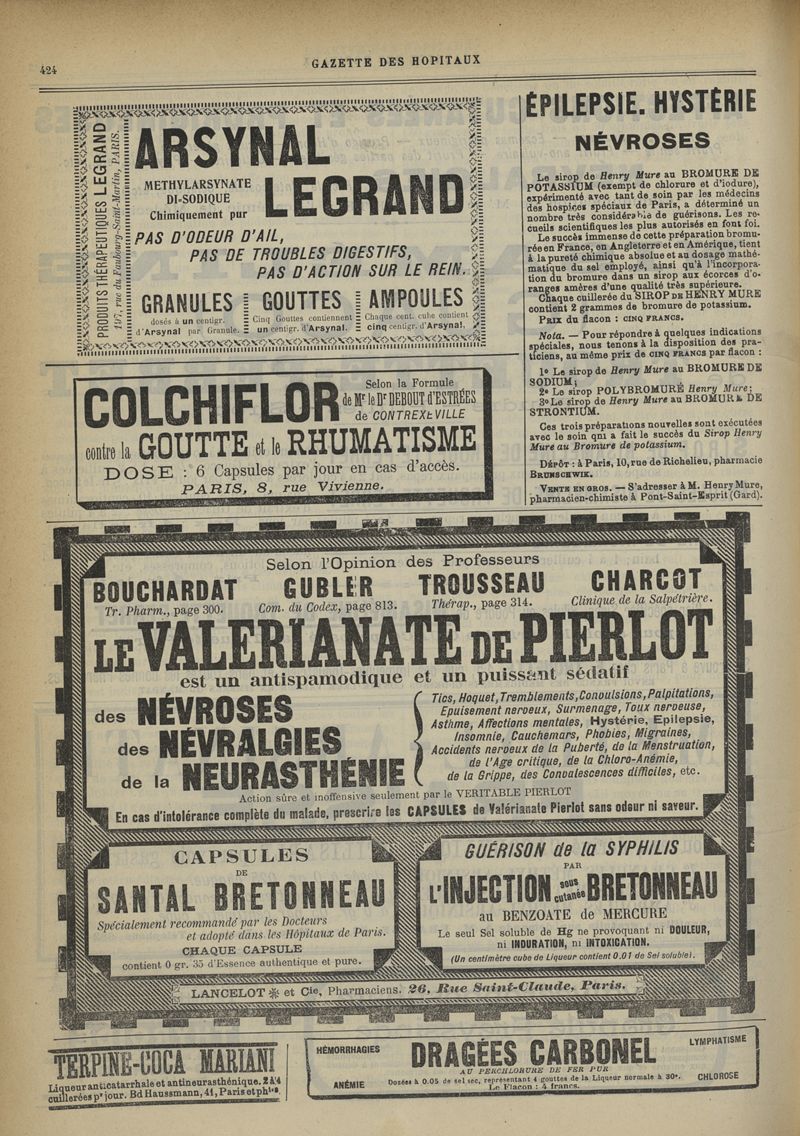 424
GAZETTE DES HOPITAUX
PRODUITS THÉRAPEUTIQUES LEGRAND
197, rue du Faubourg-Saint-Martin, PARIS.
ARSYNAL
METHYLARSYNATE
DI-SODIQUE
Chimiquement pur
LEGRAND
PAS D'ODEUR D'AIL,
PAS DE TROUBLES DIGESTIFS,
PAS D'ACTION SUR LE REIN.
GRANULES
dosés à un centigr.
d'Arsynal par Granule.
GOUTTES
Cinq Gouttes contiennent
un centigr. d'Arsynal.
AMPOULES
Chaque cent. cube contient
cinq centigr. d'Arsynal.
COLCHIFLOR
Selon la Formule
de Mr le Dr DEBOUT d'ESTRÉES
de CONTREXÉVILLE
contre la GOUTTE et le RHUMATISME
DOSE : 6 Capsules par jour en cas d'accès.
PARIS, 8, rue Vivienne.
ÉPILEPSIE. HYSTÉRIE
NÉVROSES
Le sirop de Henry Mure au BROMURE DE
POTASSIUM (exempt de chlorure et d'iodure),
expérimenté avec tant de soin par les médecins
des hospices spéciaux de Paris, a déterminé un
nombre très considérable de guérisons. Les re-
cueils scientifiques les plus autorisés en font foi.
Le succès immense de cette préparation bromu-
rée en France, en Angleterre et en Amérique, tient
à la pureté chimique absolue et au dosage mathé-
matique du sel employé, ainsi qu'à l'incorpora-
tion du bromure dans un sirop aux écorces d'o-
ranges amères d'une qualité très supérieure.
Chaque cuillerée du SIROP DE HENRY MURE
contient 2 grammes de bromure de potassium.
PRIX du flacon : CINQ FRANCS.
Nota. — Pour répondre à quelques indications
spéciales, nous tenons à la disposition des pra-
ticiens, au même prix de CINQ FRANCS par flacon :
1o Le sirop de Henry Mure au BROMURE DE
SODIUM;
2o Le sirop POLYBROMURÉ Henry Mure;
3o Le sirop de Henry Mure au BROMURE DE
STRONTIUM.
Ces trois préparations nouvelles sont exécutées
avec le soin qui a fait le succès du Sirop Henry
Mure au Bromure de potassium.
DÉPÔT : à Paris, 10, rue de Richelieu, pharmacie
BRUNSCHWIK.
VENTE EN GROS. — S'adresser à M. Henry Mure,
pharmacien-chimiste à Pont-Saint-Esprit (Gard).
Selon l'Opinion des Professeurs
BOUCHARDAT GUBLER TROUSSEAU CHARCOT
Tr. Pharm., page 300. Com. du Codex, page 813. Thérap., page 314. Clinique de la Salpétrière.
LE VALERIANATE DE PIERLOT
est un antispamodique et un puissant sédatif
des NÉVROSES
des NÉVRALGIES
de la NEURASTHÉNIE
Tics, Hoquet, Tremblements, Convulsions, Palpitations,
Epuisement nerveux, Surmenage, Toux nerveuse,
Asthme, Affections mentales, Hystérie, Epilepsie,
Insomnie, Cauchemars, Phobies, Migraines,
Accidents nerveux de la Puberté, de la Menstruation,
de l'Age critique, de la Chloro-Anémie,
de la Grippe, des Convalescences difficiles, etc.
Action sûre et inoffensive seulement par le VERITABLE PIERLOT
En cas d'intolérance complète du malade, prescrire les CAPSULES de Valérianate Pierlot sans odeur ni saveur.
CAPSULES
DE
SANTAL BRETONNEAU
Spécialement recommandé par les Docteurs
et adopté dans les Hôpitaux de Paris.
CHAQUE CAPSULE
contient 0 gr. 35 d'Essence authentique et pure.
GUÉRISON de la SYPHILIS
PAR
L'INJECTION sous cutanée BRETONNEAU
au BENZOATE de MERCURE
Le seul Sel soluble de Hg ne provoquant ni DOULEUR,
ni INDURATION, ni INTOXICATION.
(Un centimètre cube de Liqueur contient 0.01 de Sel soluble).
LANCELOT ✻ et Cie, Pharmaciens, 26, Rue Saint-Claude, Paris.
TERPINE-COCA MARIANI
Liqueur anticatarrhale et antineurasthénique. 2 à 4
cuillerées pr jour. Bd Haussmann, 41, Paris et phies
HÉMORRHAGIES
ANÉMIE
DRAGÉES CARBONEL
AU PERCHLORURE DE FER PUR
Dosées à 0.05 de sel sec, représentant 4 gouttes de la Liqueur normale à 30o.
Le Flacon : 4 francs.
LYMPHATISME
CHLOROSE